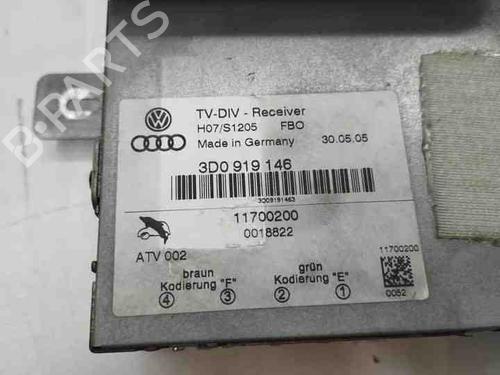 B-PARTS
TV-DIV - Receiver
H07/S1205 FBO
Made in Germany 30.05.05
3D0 919 146
3D09191463
11700200
0018822
ATV 002
11700200
0052
braun grün
Kodierung "F" Kodierung "E"
4 3 2 1